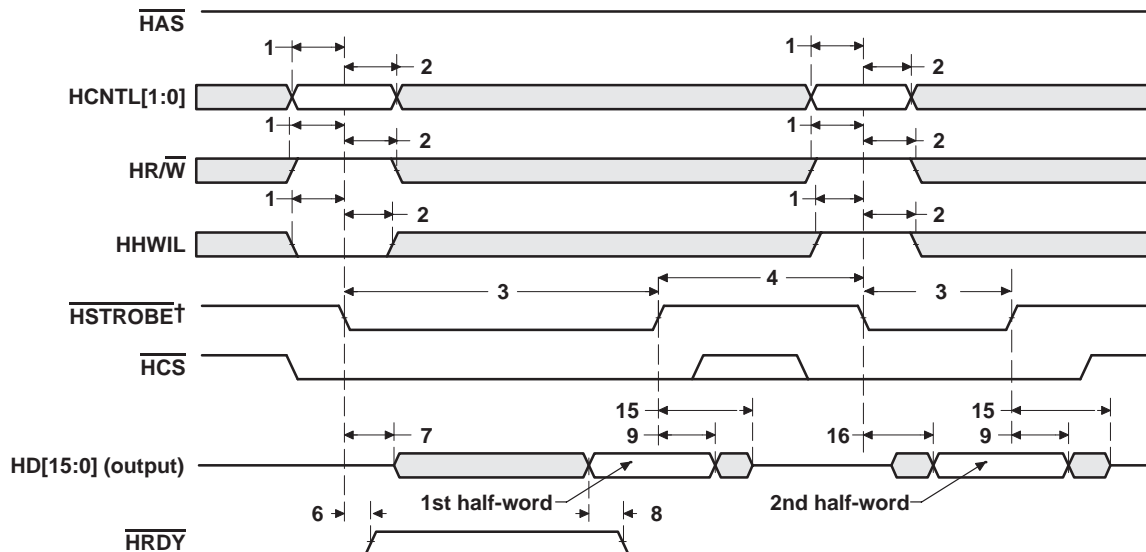 HAS
1 1
2 2
HCNTL[1:0]
1 1
2 2
HR/W
1 1
2 2
HHWIL
4
3 3
HSTROBE†
HCS
15 15
7 9 16 9
HD[15:0] (output)
1st half-word 2nd half-word
6 8
HRDY